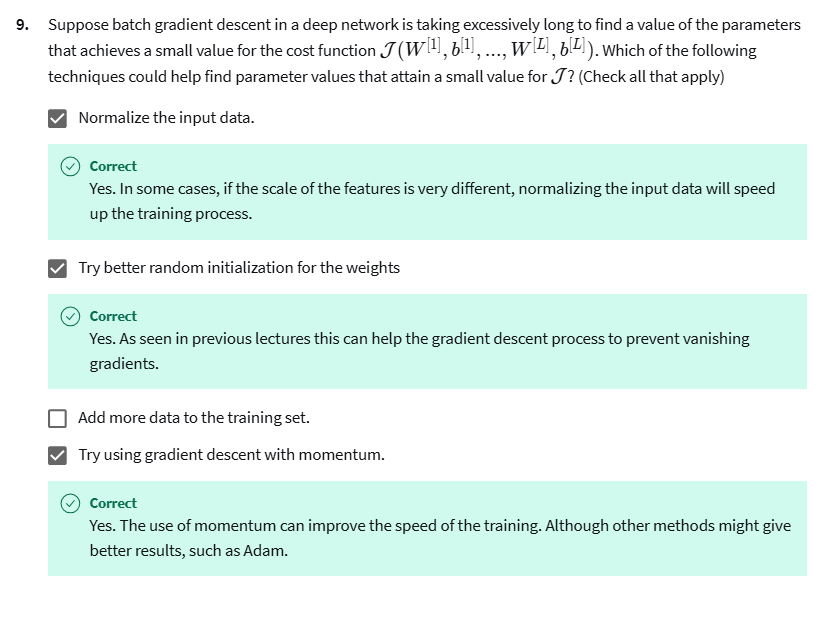 9. Suppose batch gradient descent in a deep network is taking excessively long to find a value of the parameters
that achieves a small value for the cost function 𝒥(W^[1], b^[1], ..., W^[L], b^[L]). Which of the following
techniques could help find parameter values that attain a small value for 𝒥? (Check all that apply)
Normalize the input data.
Correct
Yes. In some cases, if the scale of the features is very different, normalizing the input data will speed
up the training process.
Try better random initialization for the weights
Correct
Yes. As seen in previous lectures this can help the gradient descent process to prevent vanishing
gradients.
Add more data to the training set.
Try using gradient descent with momentum.
Correct
Yes. The use of momentum can improve the speed of the training. Although other methods might give
better results, such as Adam.